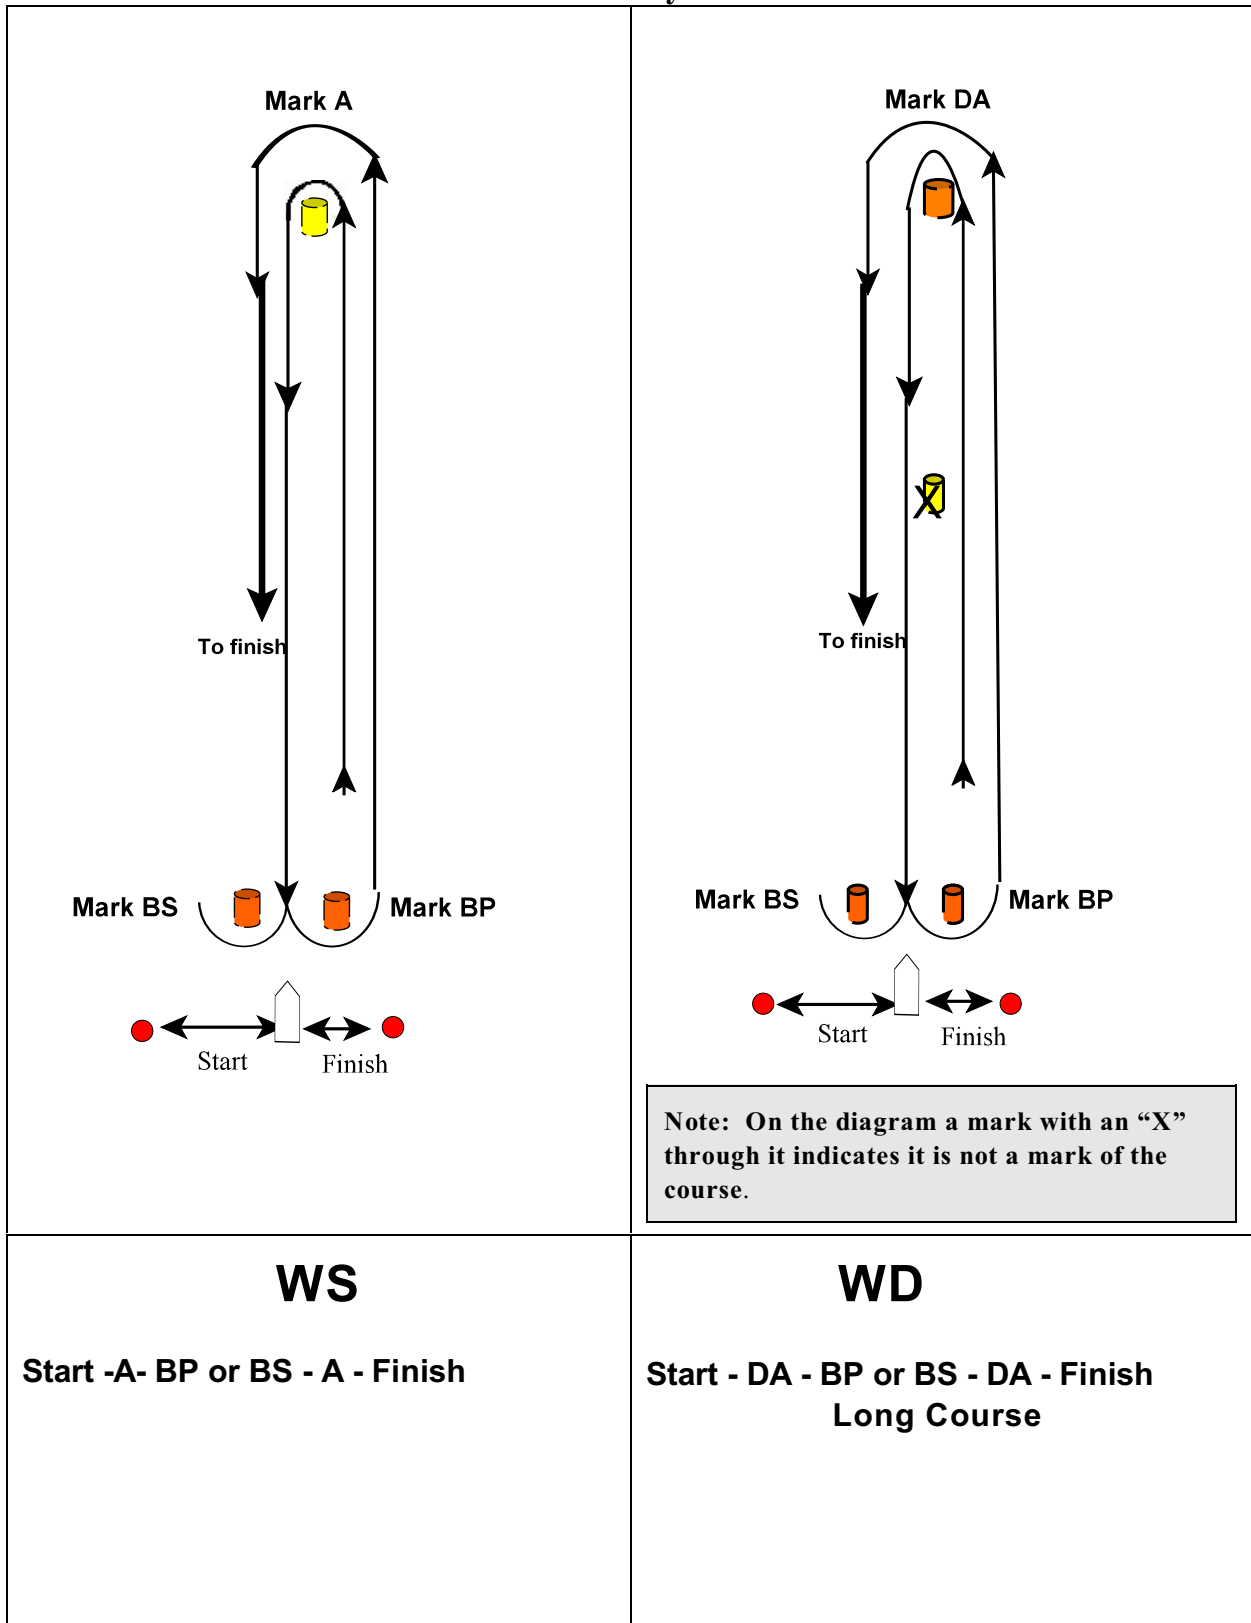 Mark A
To finish
Mark BS
Mark BP
Start
Finish
Mark DA
X
To finish
Mark BS
Mark BP
Start
Finish
Note: On the diagram a mark with an “X”
through it indicates it is not a mark of the
course.
WS
Start -A- BP or BS - A - Finish
WD
Start - DA - BP or BS - DA - Finish
Long Course